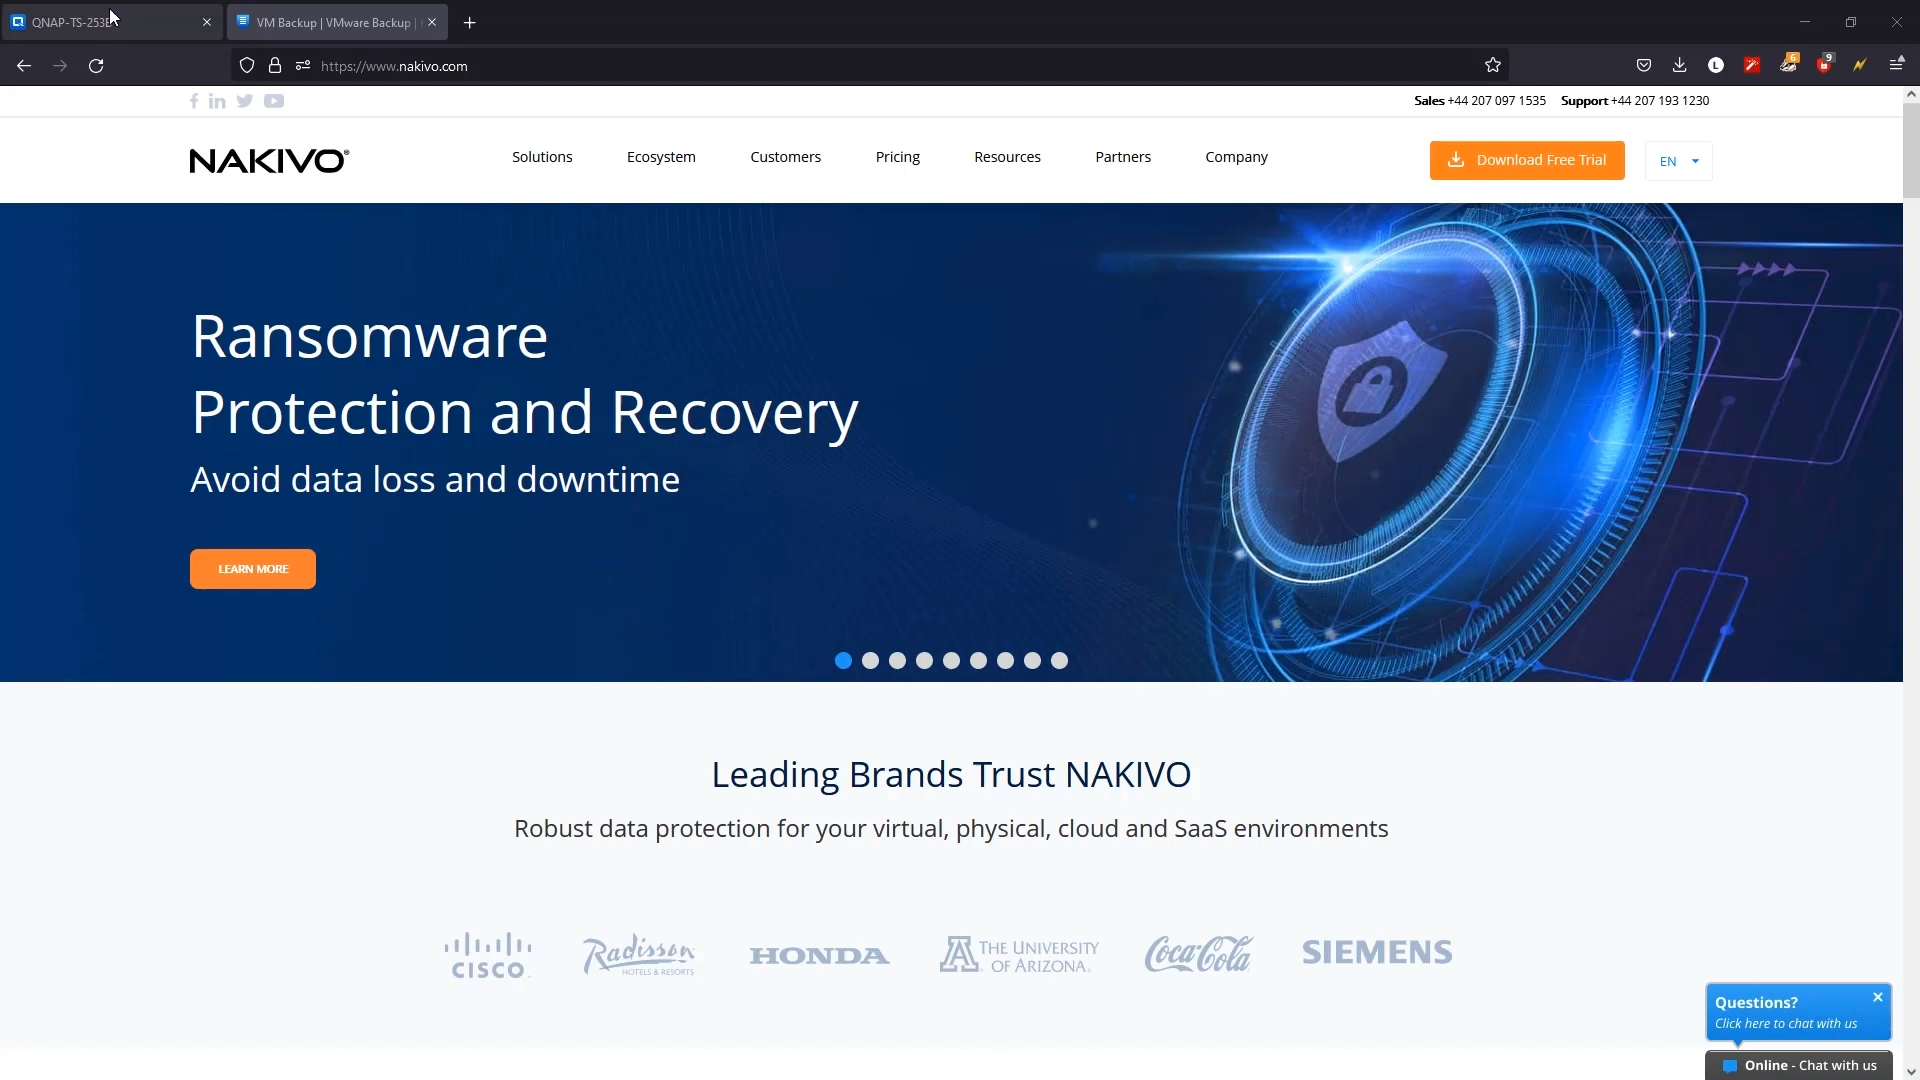 QNAP-TS-253
VM Backup | VMware Backup |
https://www.nakivo.com
Sales +44 207 097 1535 Support +44 207 193 1230
NAKIVO®
Solutions Ecosystem Customers Pricing Resources Partners Company
Download Free Trial
EN
Ransomware
Protection and Recovery
Avoid data loss and downtime
LEARN MORE
Leading Brands Trust NAKIVO
Robust data protection for your virtual, physical, cloud and SaaS environments
CISCO
Radisson
HOTELS & RESORTS
HONDA
A THE UNIVERSITY
OF ARIZONA
Coca-Cola
SIEMENS
Questions?
Click here to chat with us
Online - Chat with us
L
6
9